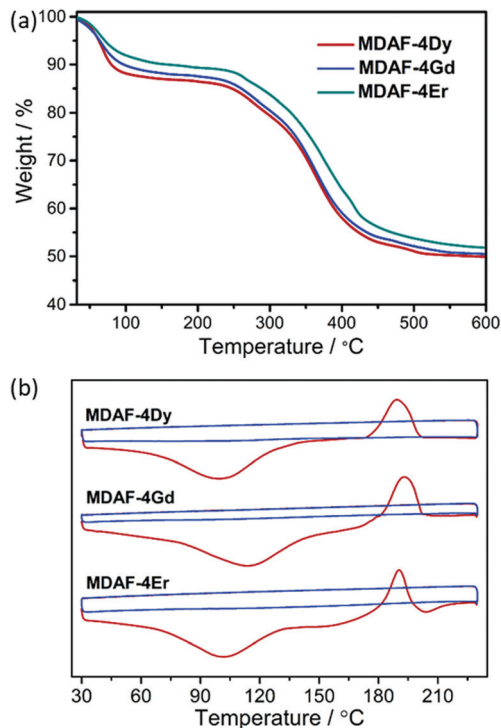 (a)
100
90
80
70
60
50
40
Weight / %
MDAF-4Dy
MDAF-4Gd
MDAF-4Er
100 200 300 400 500 600
Temperature / °C
(b)
MDAF-4Dy
MDAF-4Gd
MDAF-4Er
30 60 90 120 150 180 210
Temperature / °C